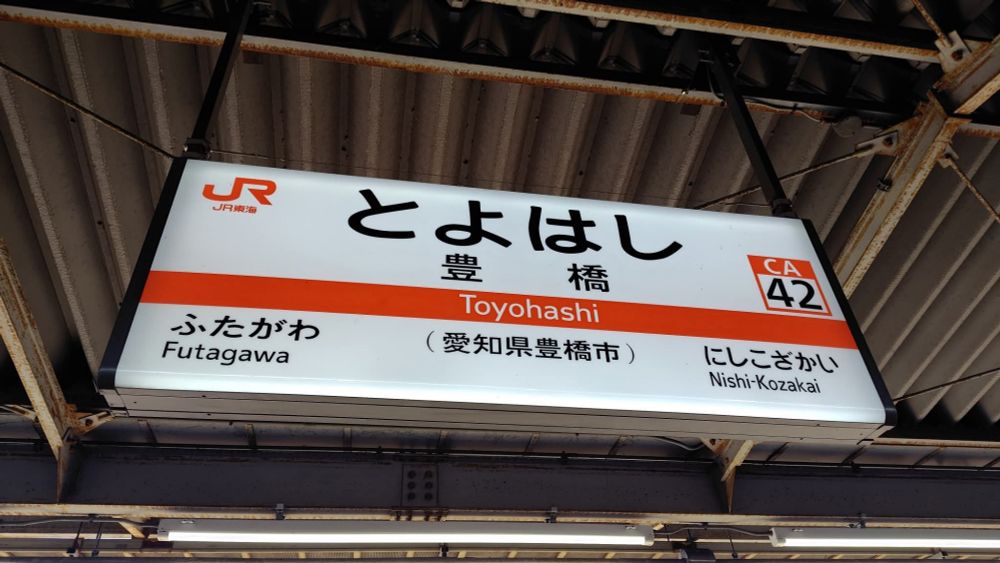 JR
JR東海
とよはし
豊橋
CA
42
Toyohashi
ふたがわ
Futagawa
（愛知県豊橋市）
にしこざかい
Nishi-Kozakai